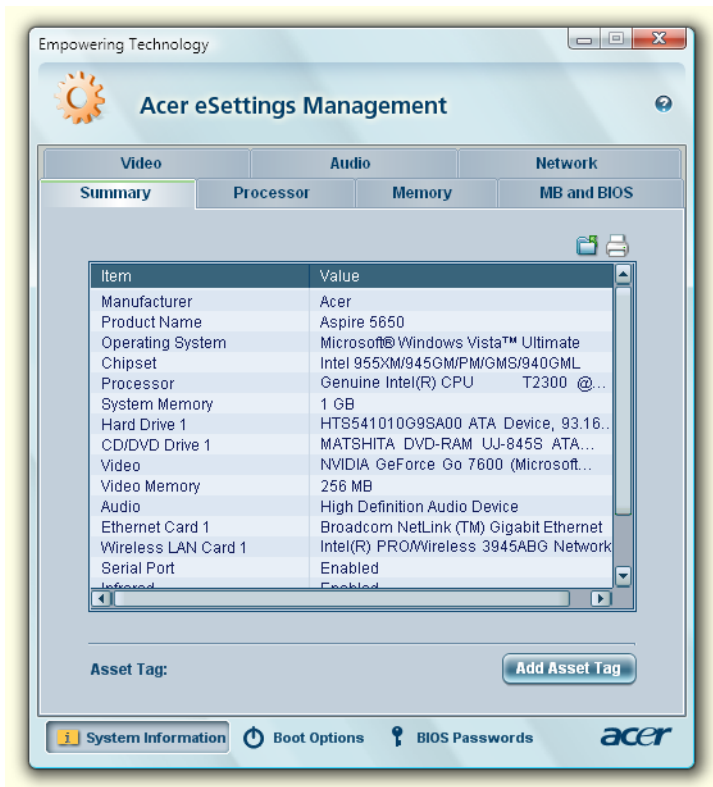 Empowering Technology
Acer eSettings Management
Video Audio Network
Summary Processor Memory MB and BIOS
Item Value
Manufacturer Acer
Product Name Aspire 5650
Operating System Microsoft® Windows Vista™ Ultimate
Chipset Intel 955XM/945GM/PM/GMS/940GML
Processor Genuine Intel(R) CPU T2300 @...
System Memory 1 GB
Hard Drive 1 HTS541010G9SA00 ATA Device, 93.16..
CD/DVD Drive 1 MATSHITA DVD-RAM UJ-845S ATA...
Video NVIDIA GeForce Go 7600 (Microsoft...
Video Memory 256 MB
Audio High Definition Audio Device
Ethernet Card 1 Broadcom NetLink (TM) Gigabit Ethernet
Wireless LAN Card 1 Intel(R) PRO/Wireless 3945ABG Network
Serial Port Enabled
Infrared Enabled
Asset Tag: Add Asset Tag
System Information Boot Options BIOS Passwords acer